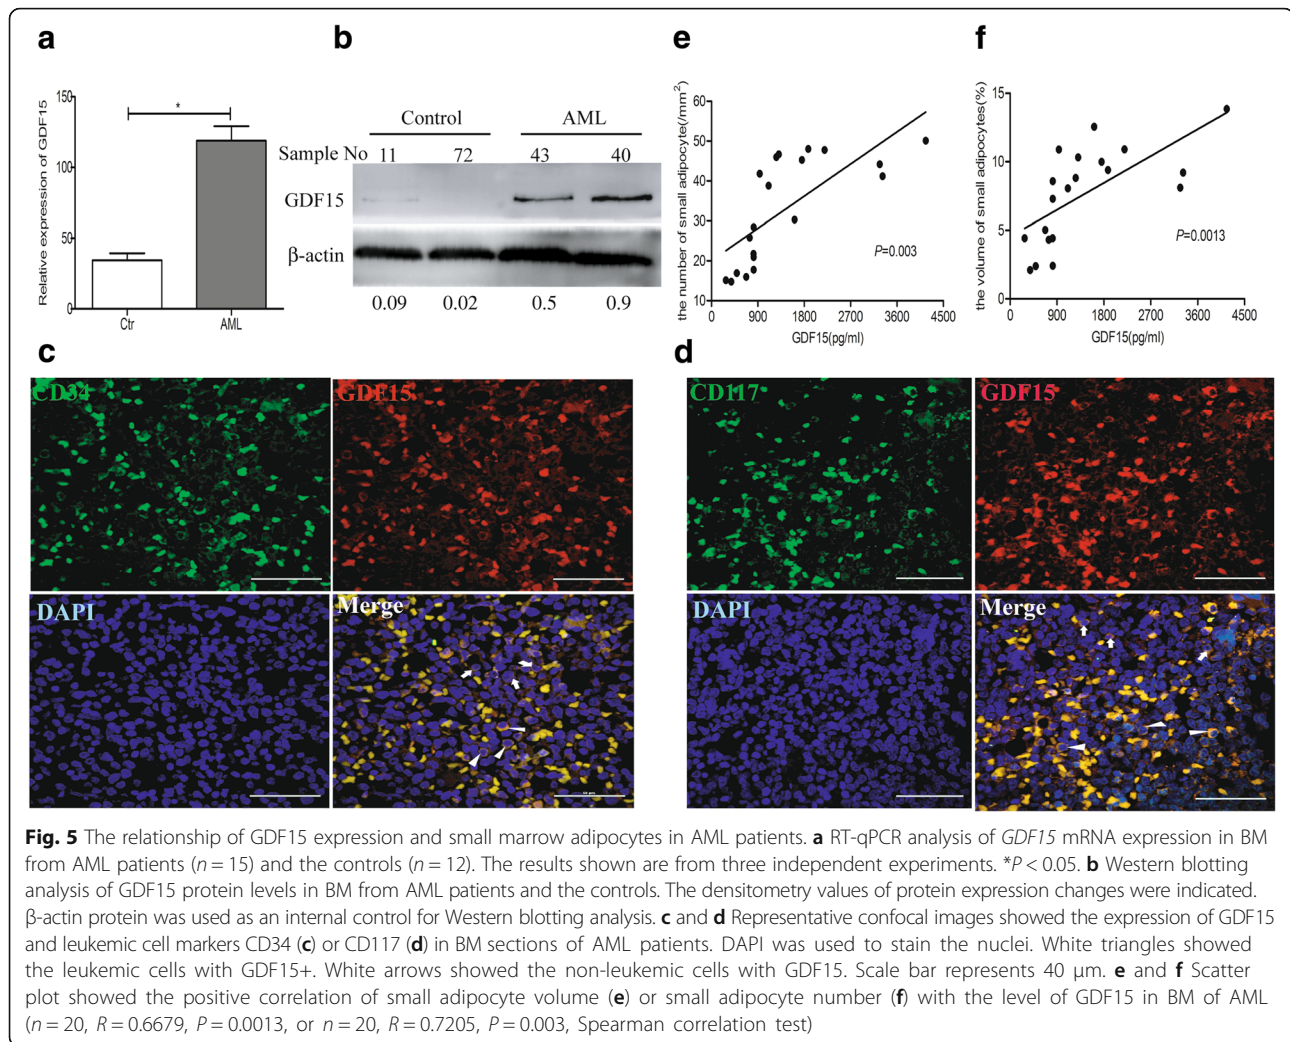 a
Relative expression of GDF15
150
100
50
0
*
Ctr
AML
b
Control
AML
Sample No
11
72
43
40
GDF15
β-actin
0.09
0.02
0.5
0.9
e
the number of small adipocyte(/mm²)
60
50
40
30
20
10
P=0.003
0
900
1800
2700
3600
4500
GDF15(pg/ml)
f
the volume of small adipocytes(%)
15
10
5
0
P=0.0013
0
900
1800
2700
3600
4500
GDF15(pg/ml)
c
CD34
GDF15
DAPI
Merge
d
CD117
GDF15
DAPI
Merge
Fig. 5 The relationship of GDF15 expression and small marrow adipocytes in AML patients. a RT-qPCR analysis of GDF15 mRNA expression in BM
from AML patients (n = 15) and the controls (n = 12). The results shown are from three independent experiments. *P < 0.05. b Western blotting
analysis of GDF15 protein levels in BM from AML patients and the controls. The densitometry values of protein expression changes were indicated.
β-actin protein was used as an internal control for Western blotting analysis. c and d Representative confocal images showed the expression of GDF15
and leukemic cell markers CD34 (c) or CD117 (d) in BM sections of AML patients. DAPI was used to stain the nuclei. White triangles showed
the leukemic cells with GDF15+. White arrows showed the non-leukemic cells with GDF15. Scale bar represents 40 μm. e and f Scatter
plot showed the positive correlation of small adipocyte volume (e) or small adipocyte number (f) with the level of GDF15 in BM of AML
(n = 20, R = 0.6679, P = 0.0013, or n = 20, R = 0.7205, P = 0.003, Spearman correlation test)